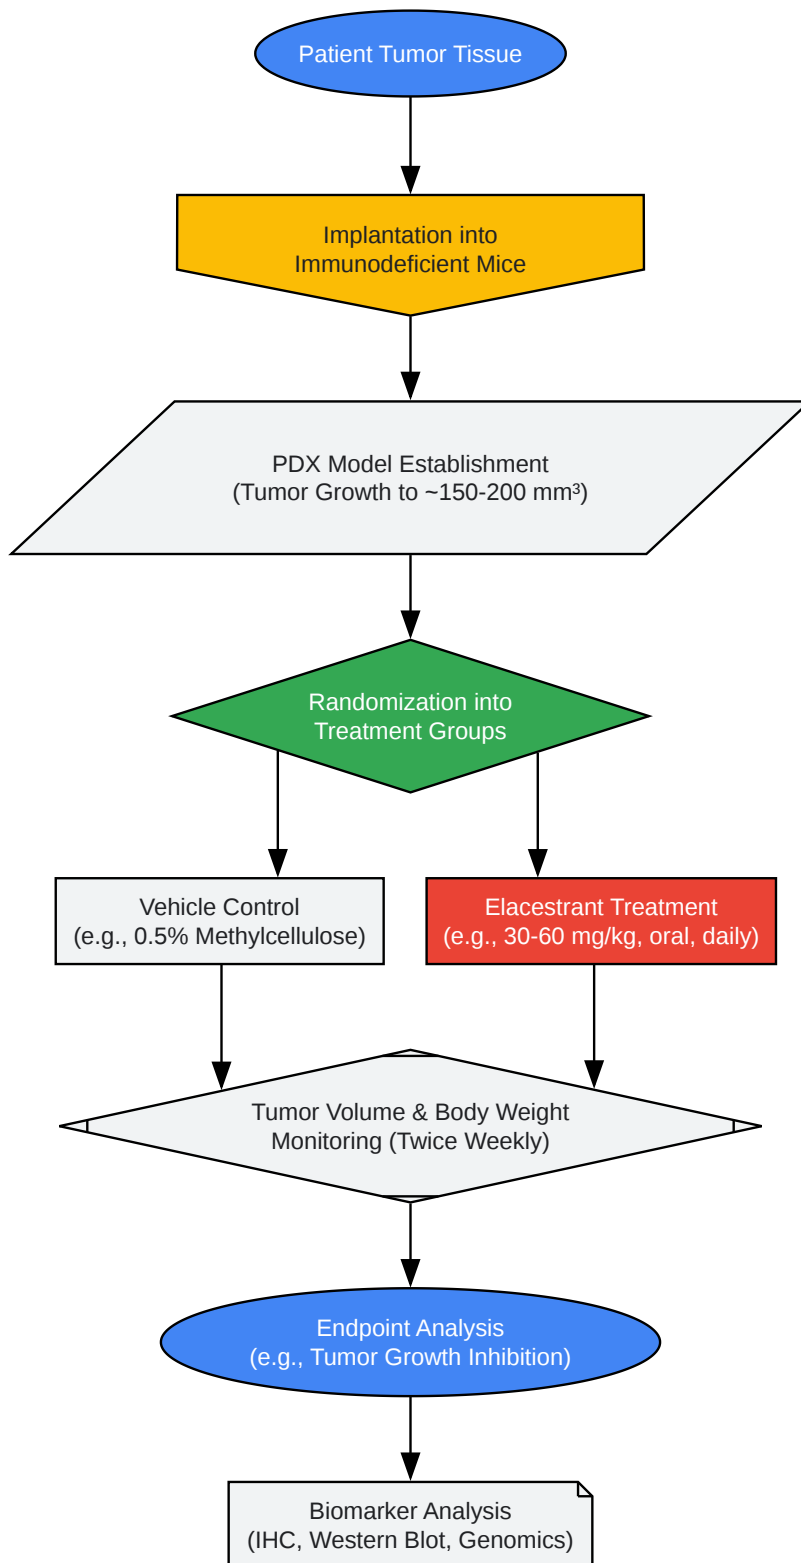 Patient Tumor Tissue
Implantation into
Immunodeficient Mice
PDX Model Establishment
(Tumor Growth to ~150-200 mm³)
Randomization into
Treatment Groups
Vehicle Control
(e.g., 0.5% Methylcellulose)
Elacestrant Treatment
(e.g., 30-60 mg/kg, oral, daily)
Tumor Volume & Body Weight
Monitoring (Twice Weekly)
Endpoint Analysis
(e.g., Tumor Growth Inhibition)
Biomarker Analysis
(IHC, Western Blot, Genomics)